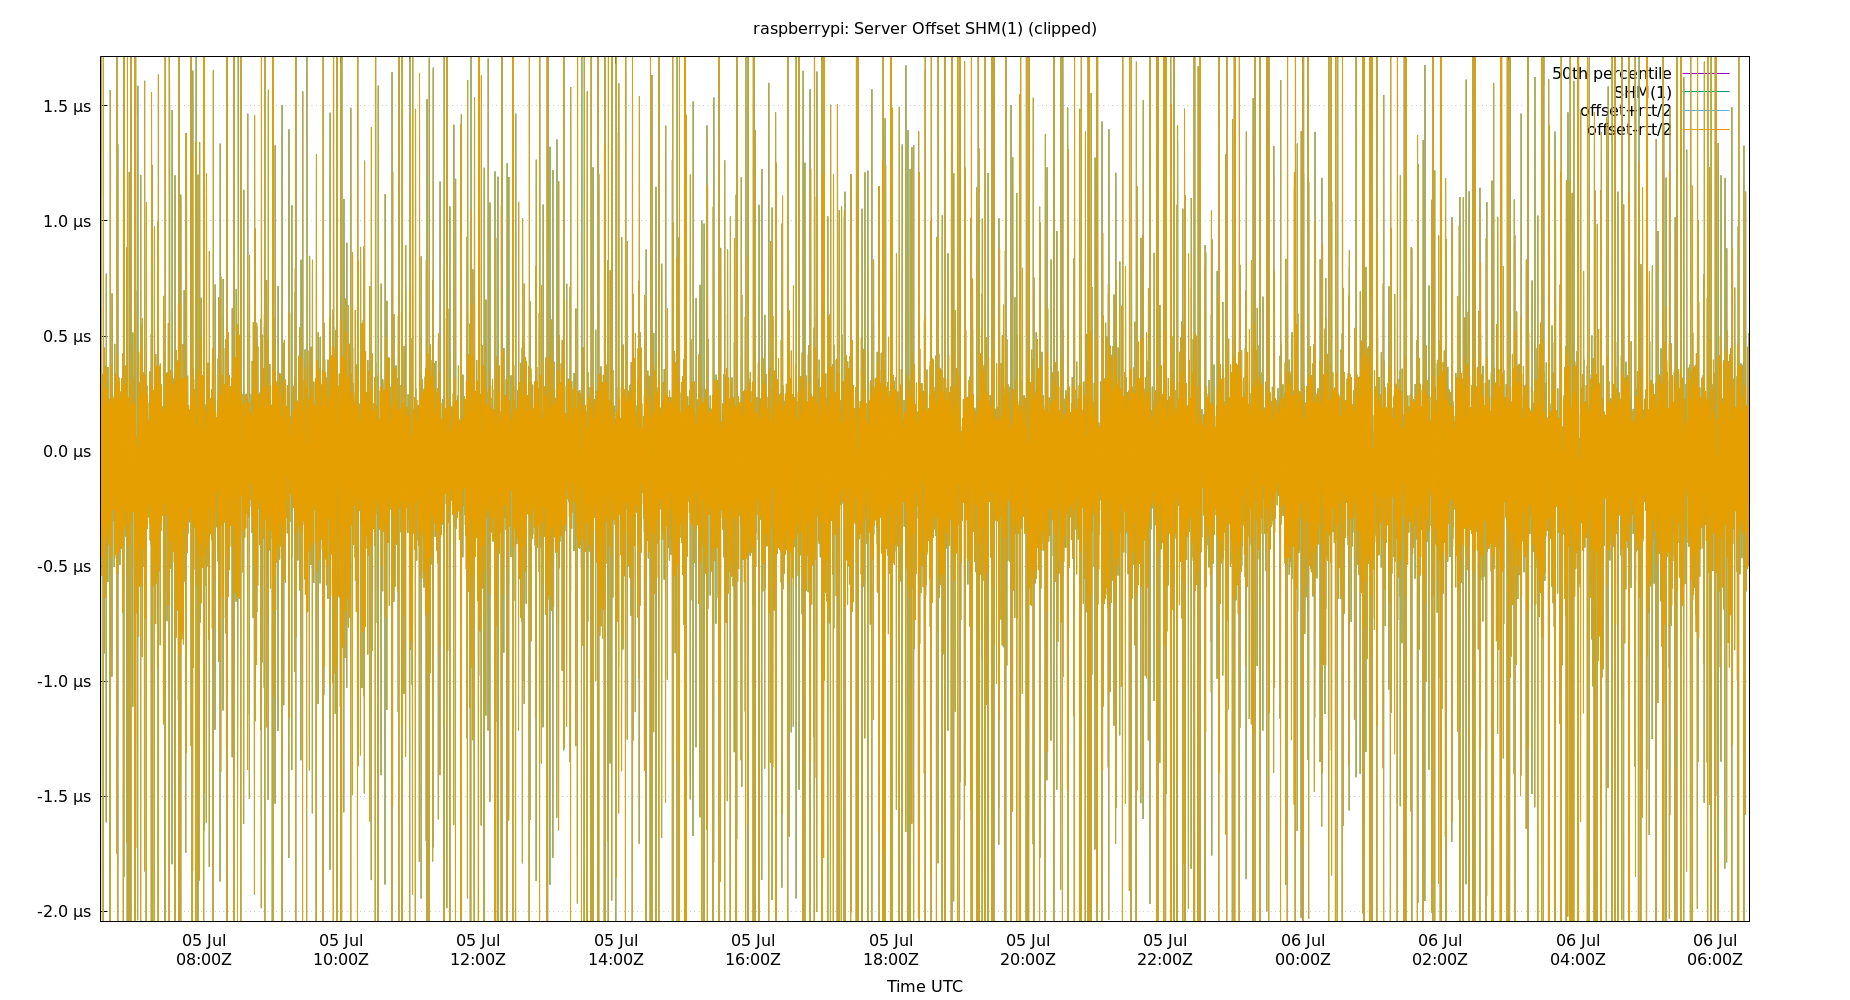 raspberrypi: Server Offset SHM(1) (clipped)
50th percentile
SHM(1)
offset+rtt/2
offset-rtt/2
1.5 µs
1.0 µs
0.5 µs
0.0 µs
-0.5 µs
-1.0 µs
-1.5 µs
-2.0 µs
05 Jul 05 Jul 05 Jul 05 Jul 05 Jul 05 Jul 05 Jul 05 Jul 06 Jul 06 Jul 06 Jul 06 Jul
08:00Z 10:00Z 12:00Z 14:00Z 16:00Z 18:00Z 20:00Z 22:00Z 00:00Z 02:00Z 04:00Z 06:00Z
Time UTC